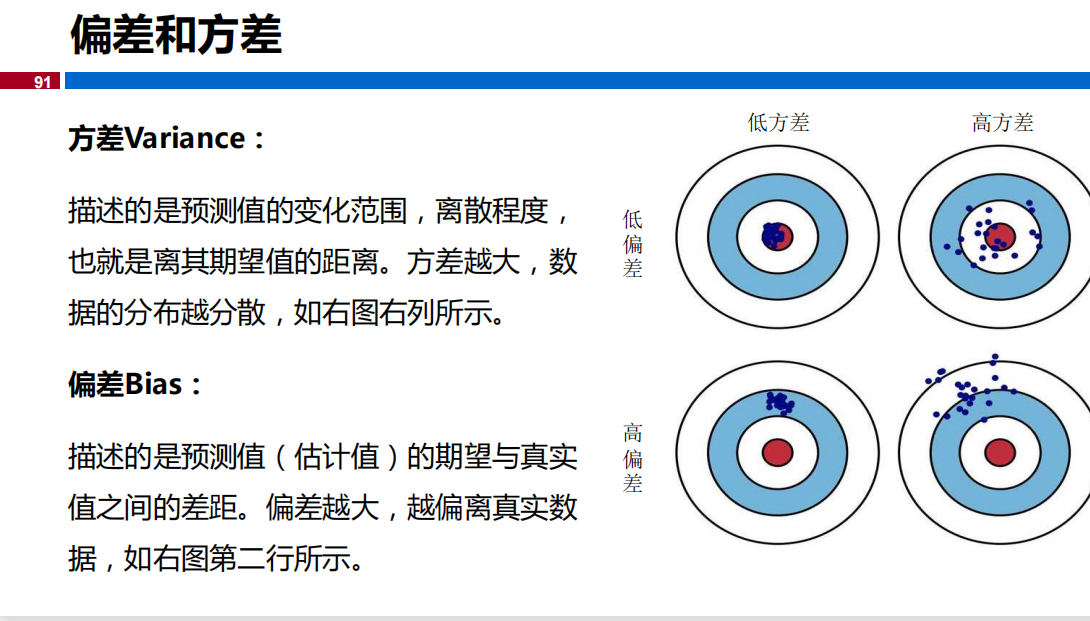 偏差和方差
91
方差Variance：
描述的是预测值的变化范围，离散程度，
也就是离其期望值的距离。方差越大，数
据的分布越分散，如右图右列所示。
偏差Bias：
描述的是预测值（估计值）的期望与真实
值之间的差距。偏差越大，越偏离真实数
据，如右图第二行所示。
低方差
高方差
低
偏
差
高
偏
差